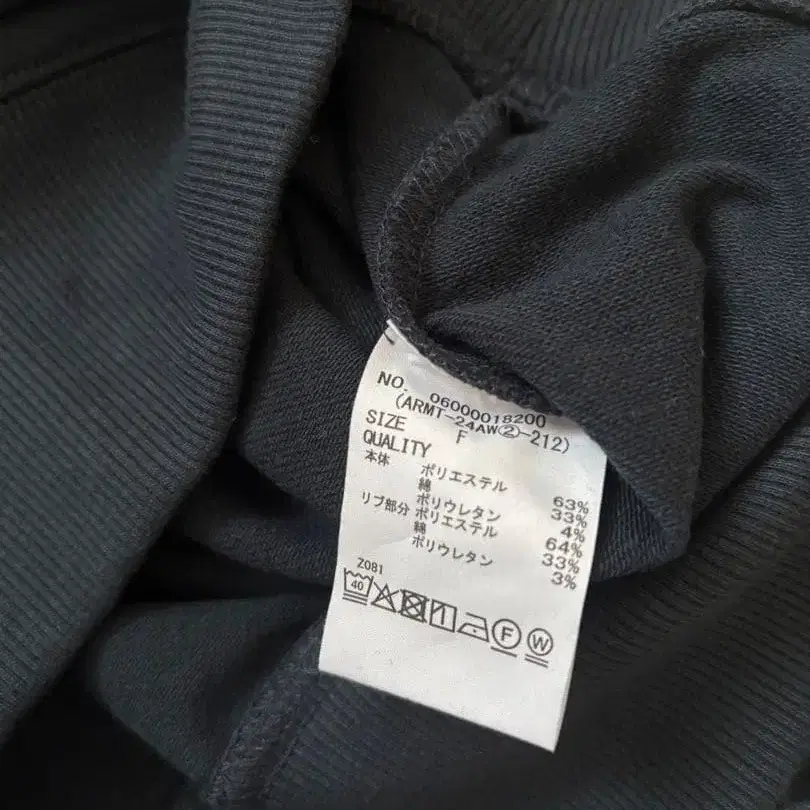 NO. 06000018200
(ARMT-24AW②-212)
SIZE F
QUALITY
本体 ポリエステル 63%
綿 33%
ポリウレタン 4%
リブ部分 ポリエステル 64%
綿 33%
ポリウレタン 3%
Z081
40 F W